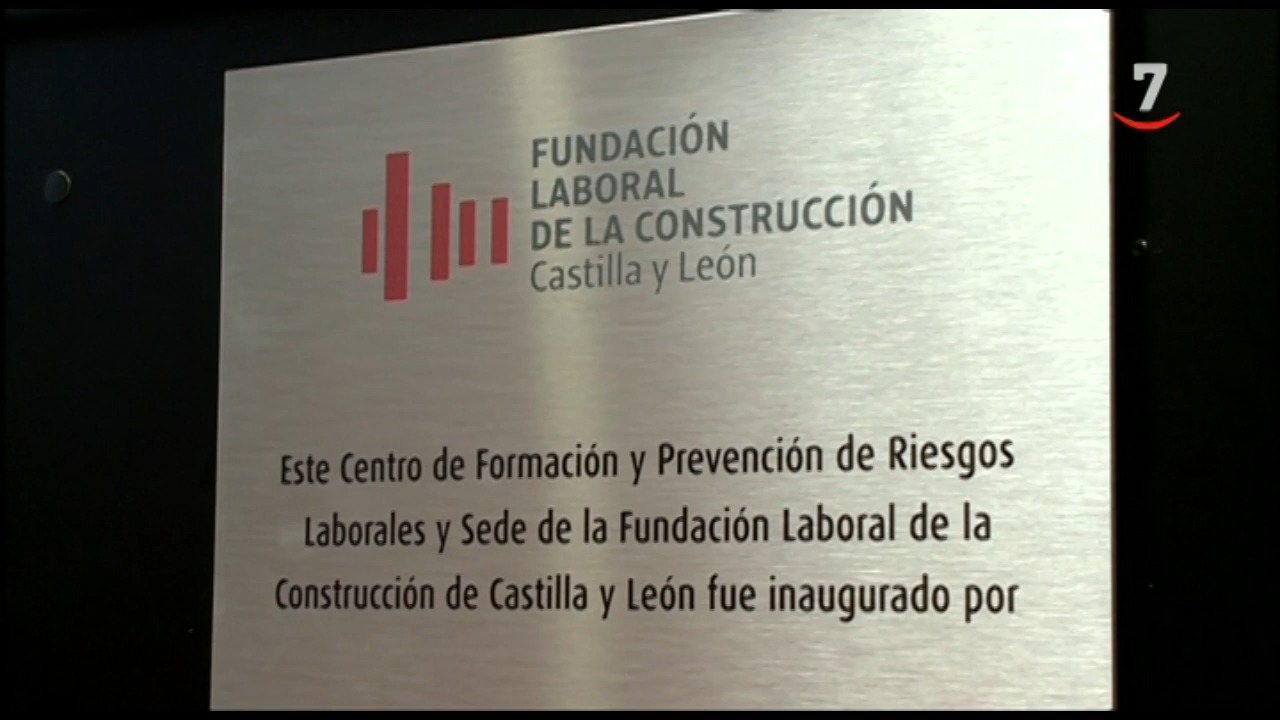 7
FUNDACIÓN
LABORAL
DE LA CONSTRUCCIÓN
Castilla y León
Este Centro de Formación y Prevención de Riesgos
Laborales y Sede de la Fundación Laboral de la
Construcción de Castilla y León fue inaugurado por